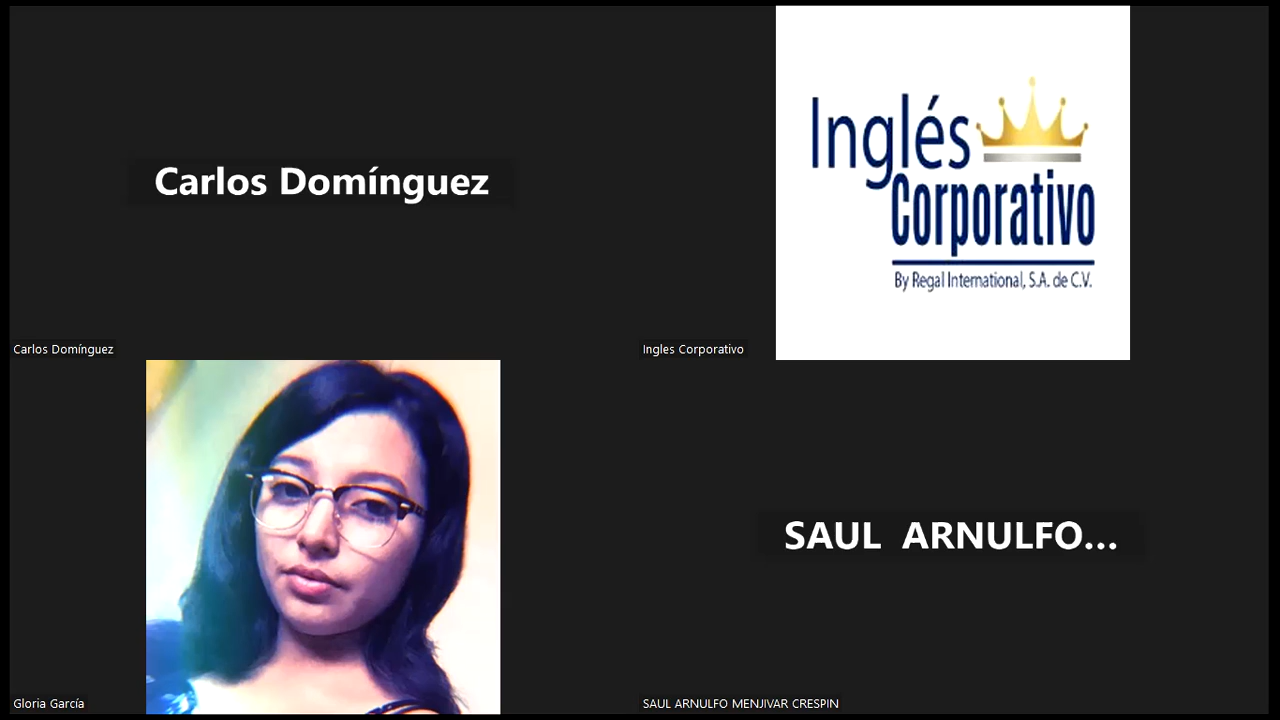 Carlos Domínguez
Inglés
Corporativo
By Regal International, S.A. de C.V.
Carlos Domínguez
Ingles Corporativo
SAUL  ARNULFO...
Gloria García
SAUL ARNULFO MENJIVAR CRESPIN